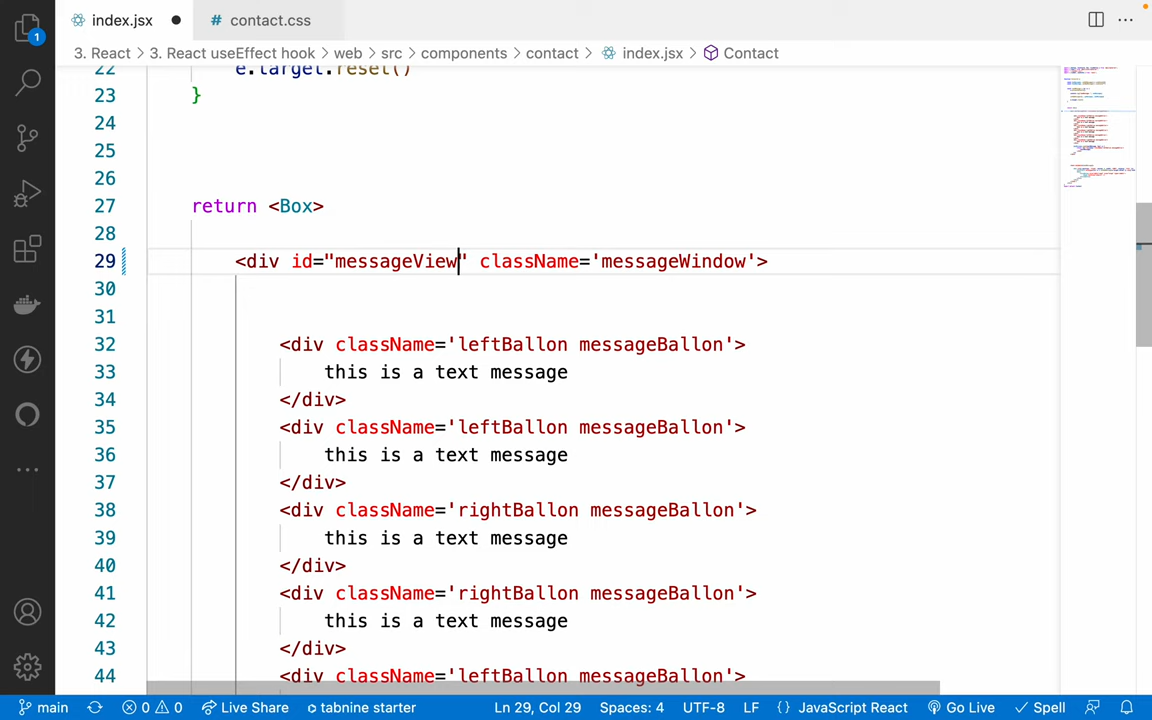 index.jsx
# contact.css
3. React > 3. React useEffect hook > web > src > components > contact > index.jsx > Contact
1
22 e.target.reset()
23 }
24
25
26
27 return <Box>
28
29 <div id="messageView" className='messageWindow'>
30
31
32 <div className='leftBallon messageBallon'>
33 this is a text message
34 </div>
35 <div className='leftBallon messageBallon'>
36 this is a text message
37 </div>
38 <div className='rightBallon messageBallon'>
39 this is a text message
40 </div>
41 <div className='rightBallon messageBallon'>
42 this is a text message
43 </div>
44 <div className='leftBallon messageBallon'>
main 0 0 Live Share tabnine starter Ln 29, Col 29 Spaces: 4 UTF-8 LF {} JavaScript React Go Live Spell